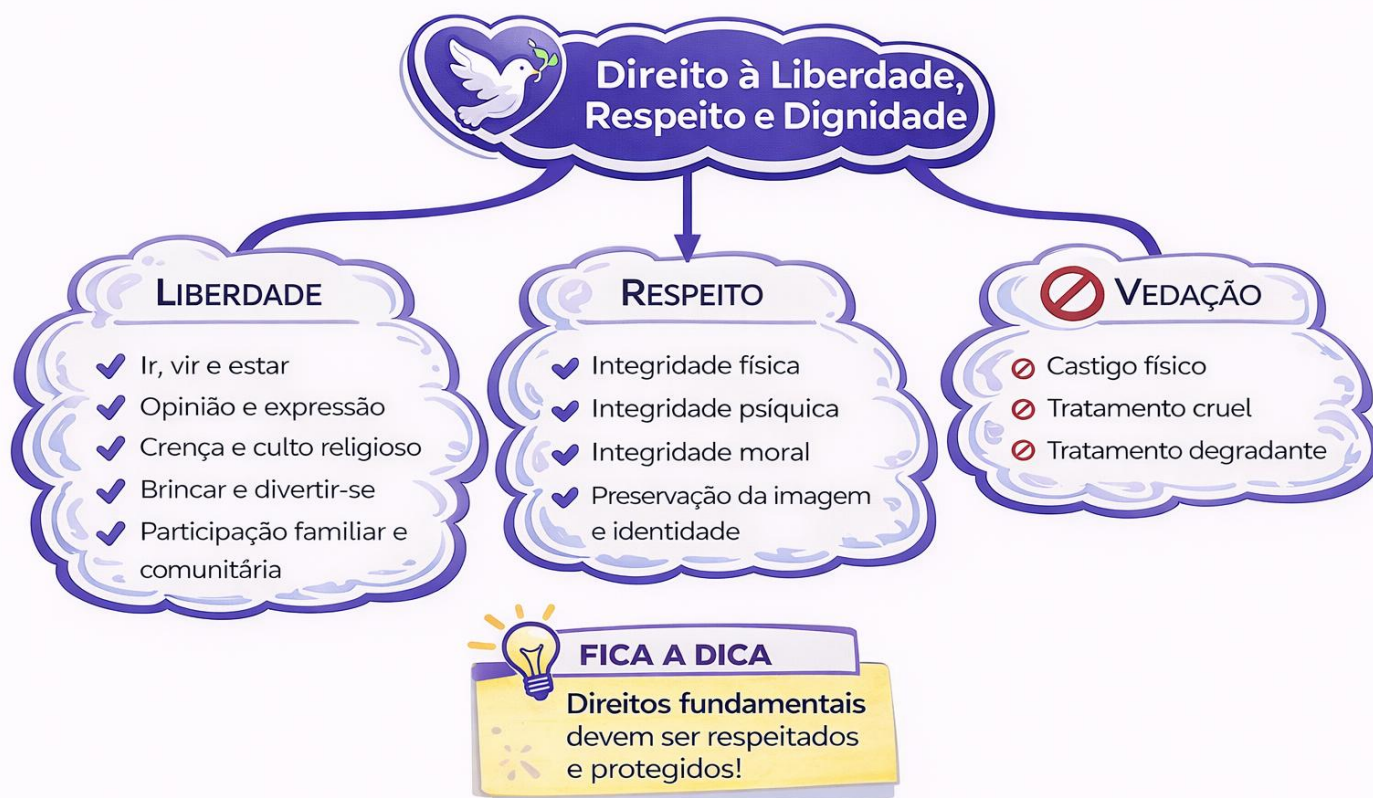 Direito à Liberdade,
Respeito e Dignidade
LIBERDADE
Ir, vir e estar
Opinião e expressão
Crença e culto religioso
Brincar e divertir-se
Participação familiar e
comunitária
RESPEITO
Integridade física
Integridade psíquica
Integridade moral
Preservação da imagem
e identidade
VEDAÇÃO
Castigo físico
Tratamento cruel
Tratamento degradante
FICA A DICA
Direitos fundamentais
devem ser respeitados
e protegidos!